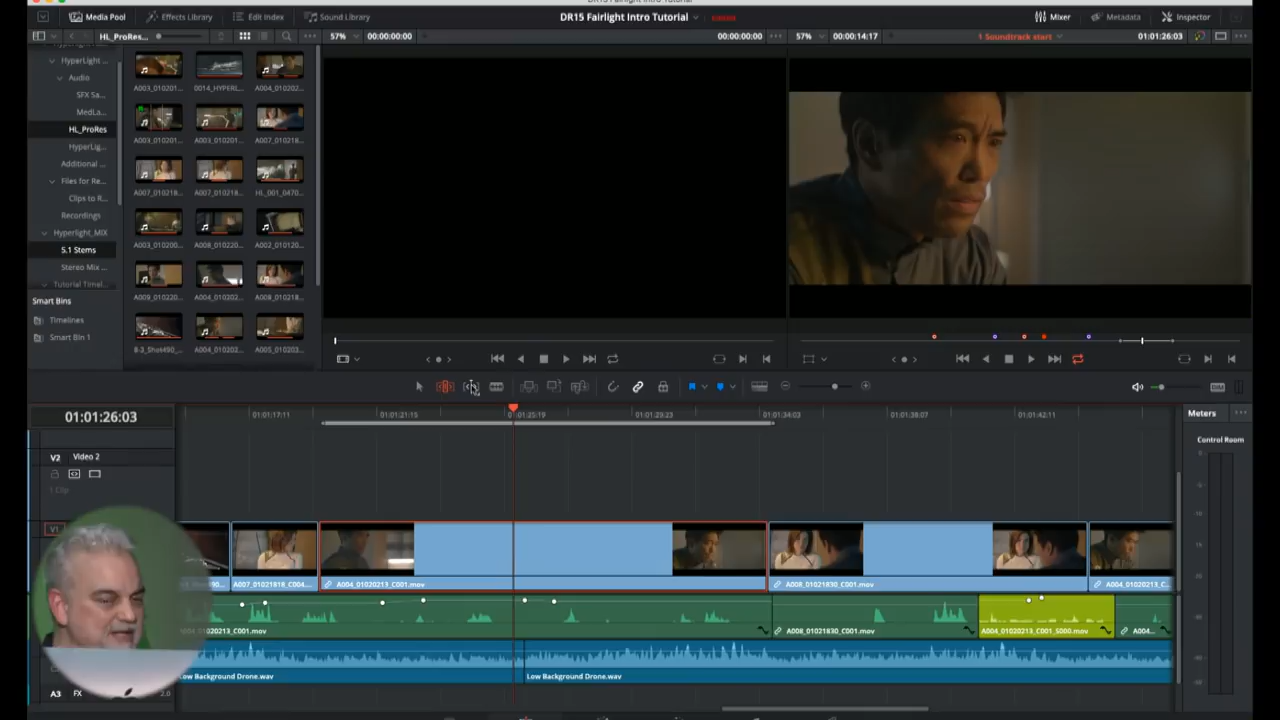 Media Pool
Effects Library
Edit Index
Sound Library
DR15 Fairlight Intro Tutorial
Mixer
Metadata
Inspector
HL_ProRes...
57%
00:00:00:00
00:00:00:00
57%
00:00:14:17
Soundtrack start
01:01:26:03
HyperLight ...
Audio
SFX Sa...
MedLa...
HL_ProRes
HyperLig...
Additional ...
Files for Re...
Clips to R...
Recordings
Hyperlight_MIX
5.1 Stems
Stereo Mix ...
Tutorial Timel...
Smart Bins
Timelines
Smart Bin 1
A003_010201...
0014_HYPERL...
A004_010202...
A003_010201...
A003_010201...
A007_010218...
A007_010218...
A007_010218...
HL_001_0470...
A003_010200...
A008_010220...
A002_010120...
A009_010220...
A004_010202...
A008_010218...
8-3_Shot490_...
A004_010202...
A005_010203...
01:01:26:03
01:01:17:11
01:01:21:15
01:01:25:19
01:01:29:23
01:01:34:03
01:01:38:07
01:01:42:11
Meters
Control Room
V2
Video 2
1 Clip
V1
A007_01021818_C004....
A004_01020213_C001.mov
A008_01021830_C001.mov
A004_01020213_C...
01020213_C001.mov
A008_01021830_C001.mov
A004_01020213_C001_S000.mov
A004...
Low Background Drone.wav
Low Background Drone.wav
A3
FX
2.0